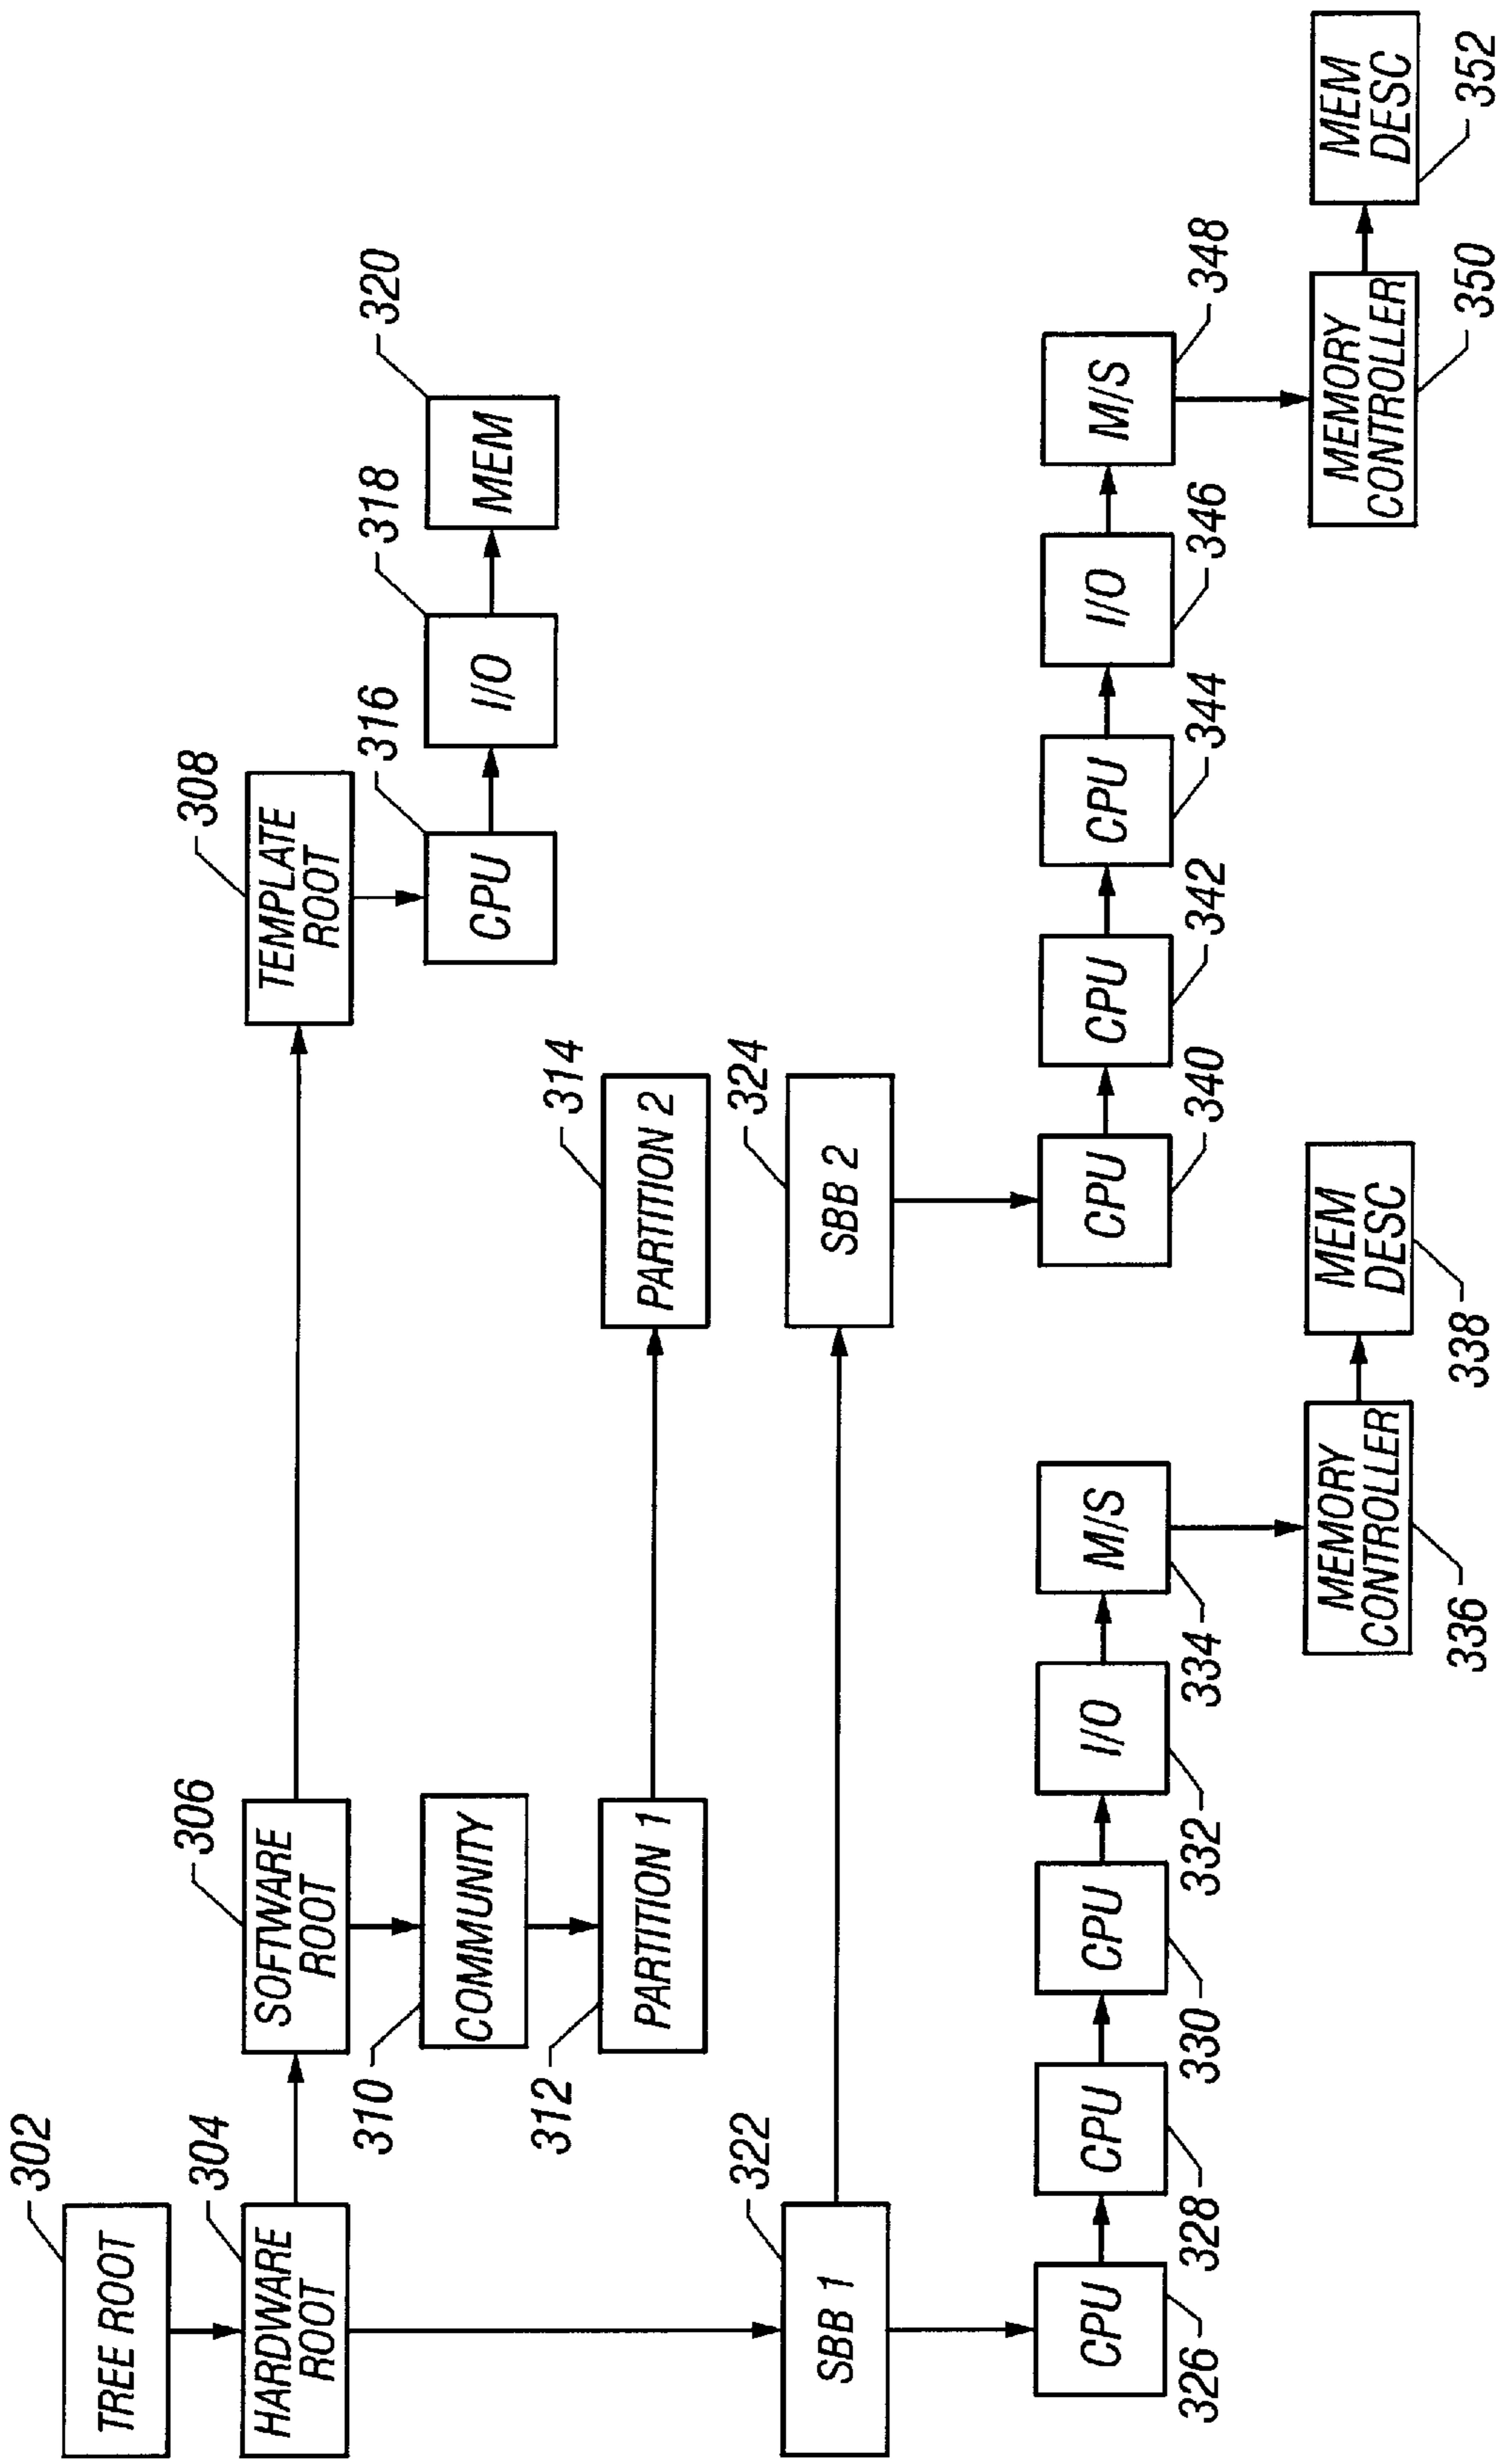 302
TREE ROOT
304
HARDWARE
ROOT
306
SOFTWARE
ROOT
308
TEMPLATE
ROOT
310
COMMUNITY
316
CPU
318
I/O
320
MEM
312
PARTITION 1
314
PARTITION 2
322
SBB 1
324
SBB 2
CPU
326
CPU
328
CPU
330
I/O
332
M/S
334
CPU
340
CPU
342
CPU
344
I/O
346
M/S
348
MEMORY
CONTROLLER
336
MEM
DESC
338
MEMORY
CONTROLLER
350
MEM
DESC
352